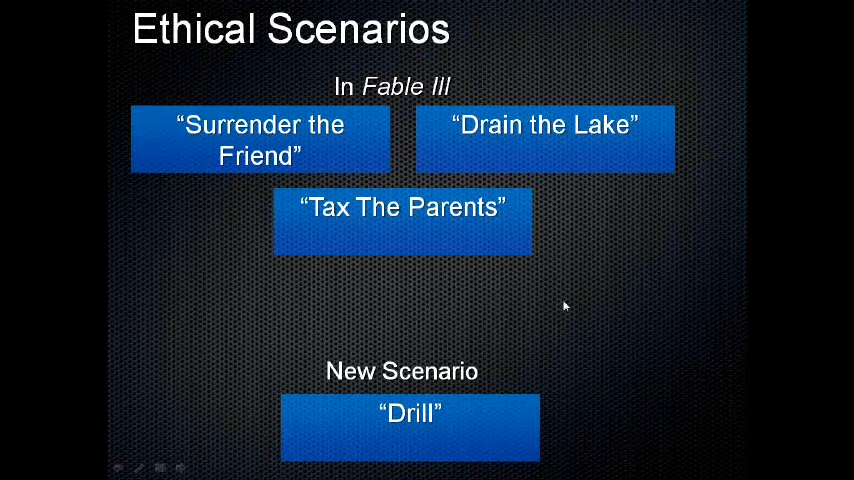 Ethical Scenarios
In Fable III
“Surrender the
Friend”
“Drain the Lake”
“Tax The Parents”
New Scenario
“Drill”